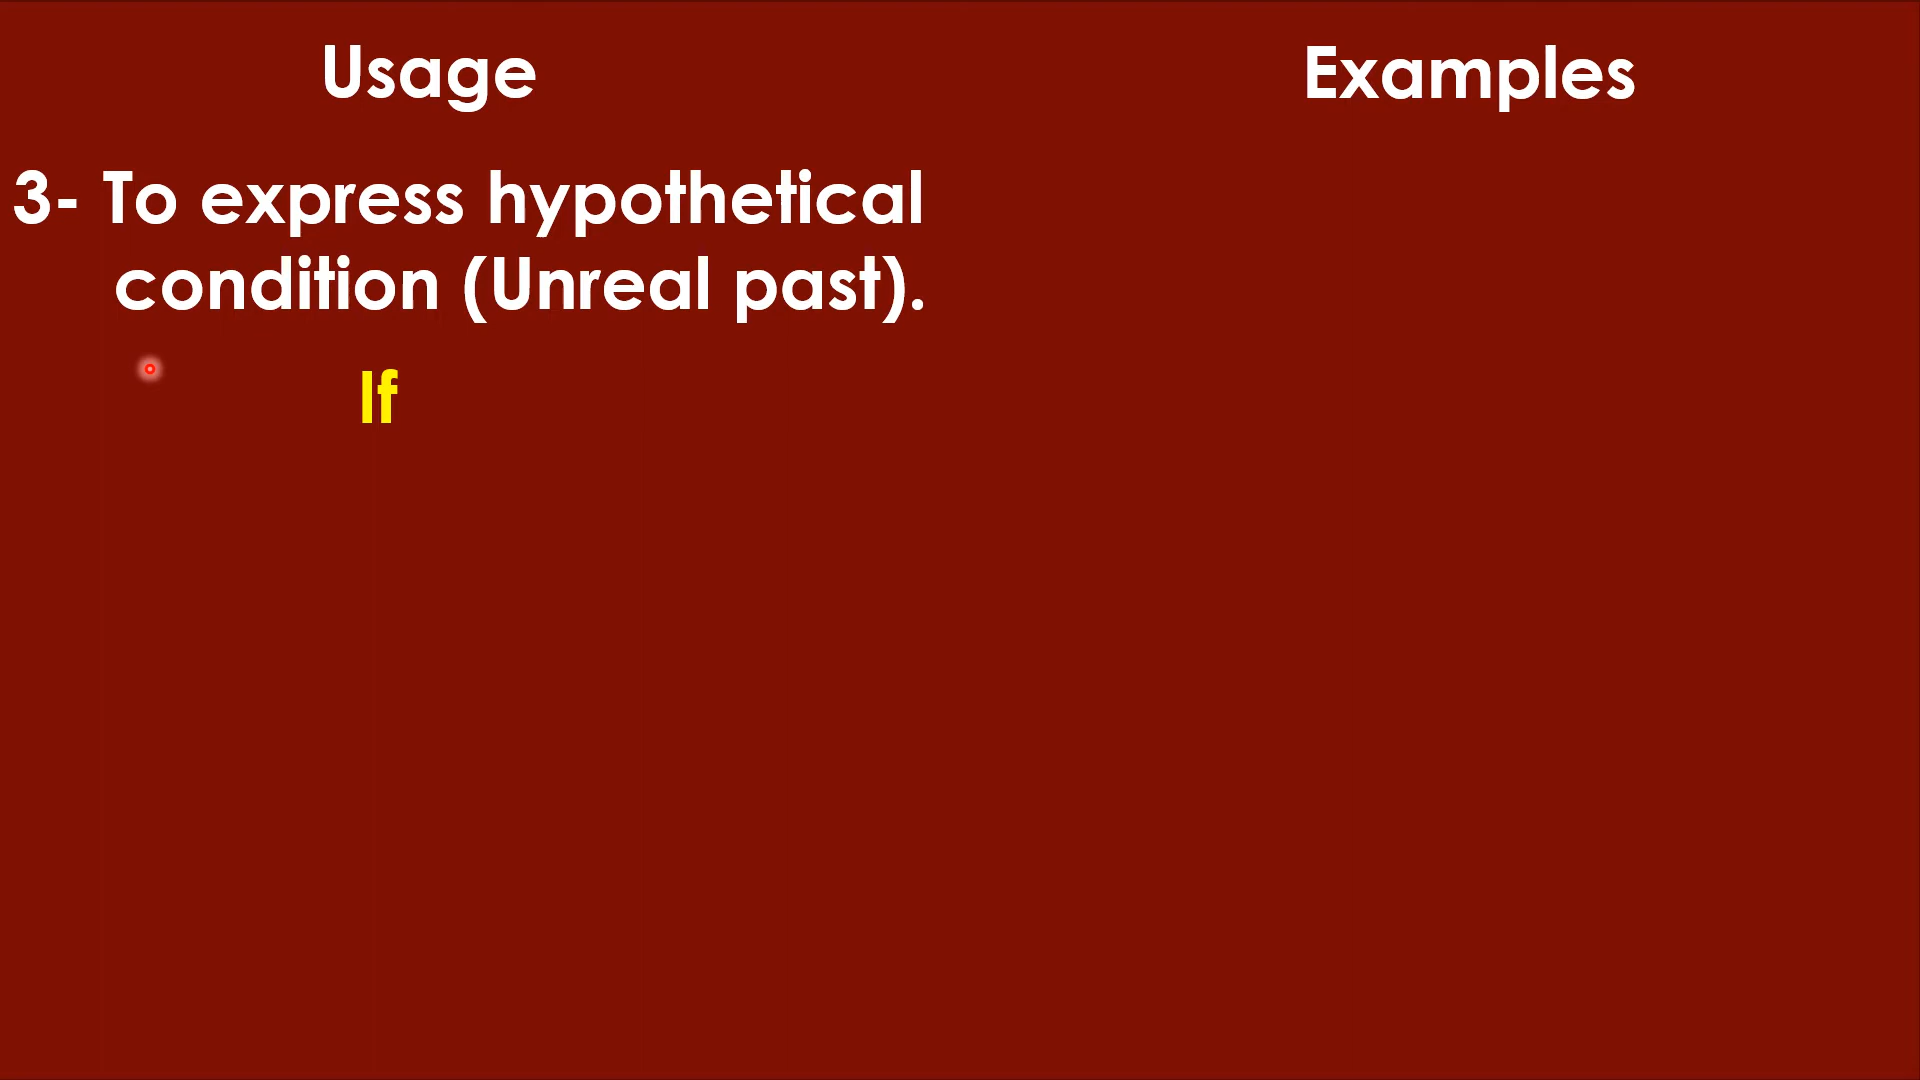 Usage
Examples
3- To express hypothetical
condition (Unreal past).
If